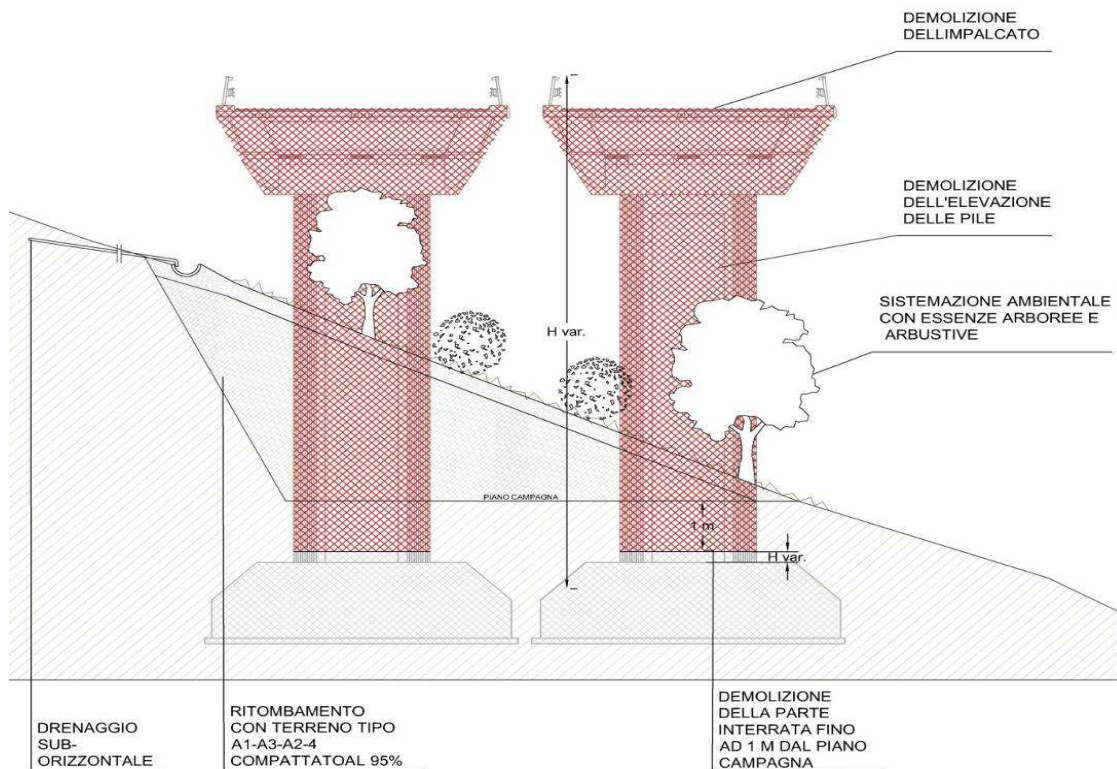 DEMOLIZIONE
DELLIMPALCATO
DEMOLIZIONE
DELL'ELEVAZIONE
DELLE PILE
SISTEMAZIONE AMBIENTALE
CON ESSENZE ARBOREE E
ARBUSTIVE
H var.
PIANO CAMPAGNA
1 m
H var.
DRENAGGIO
SUB-
ORIZZONTALE
RITOMBAMENTO
CON TERRENO TIPO
A1-A3-A2-4
COMPATTATOAL 95%
DEMOLIZIONE
DELLA PARTE
INTERRATA FINO
AD 1 M DAL PIANO
CAMPAGNA